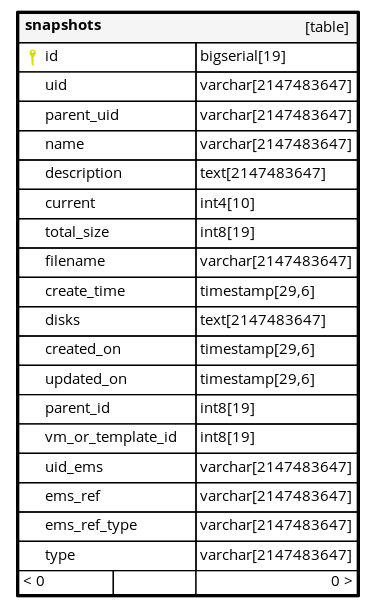 snapshots [table]
id bigserial[19]
uid varchar[2147483647]
parent_uid varchar[2147483647]
name varchar[2147483647]
description text[2147483647]
current int4[10]
total_size int8[19]
filename varchar[2147483647]
create_time timestamp[29,6]
disks text[2147483647]
created_on timestamp[29,6]
updated_on timestamp[29,6]
parent_id int8[19]
vm_or_template_id int8[19]
uid_ems varchar[2147483647]
ems_ref varchar[2147483647]
ems_ref_type varchar[2147483647]
type varchar[2147483647]
< 0 0 >